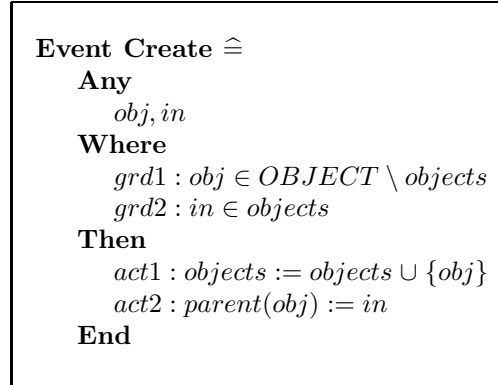 Event Create ≙
Any
obj, in
Where
grd1 : obj ∈ OBJECT \ objects
grd2 : in ∈ objects
Then
act1 : objects := objects ∪ {obj}
act2 : parent(obj) := in
End